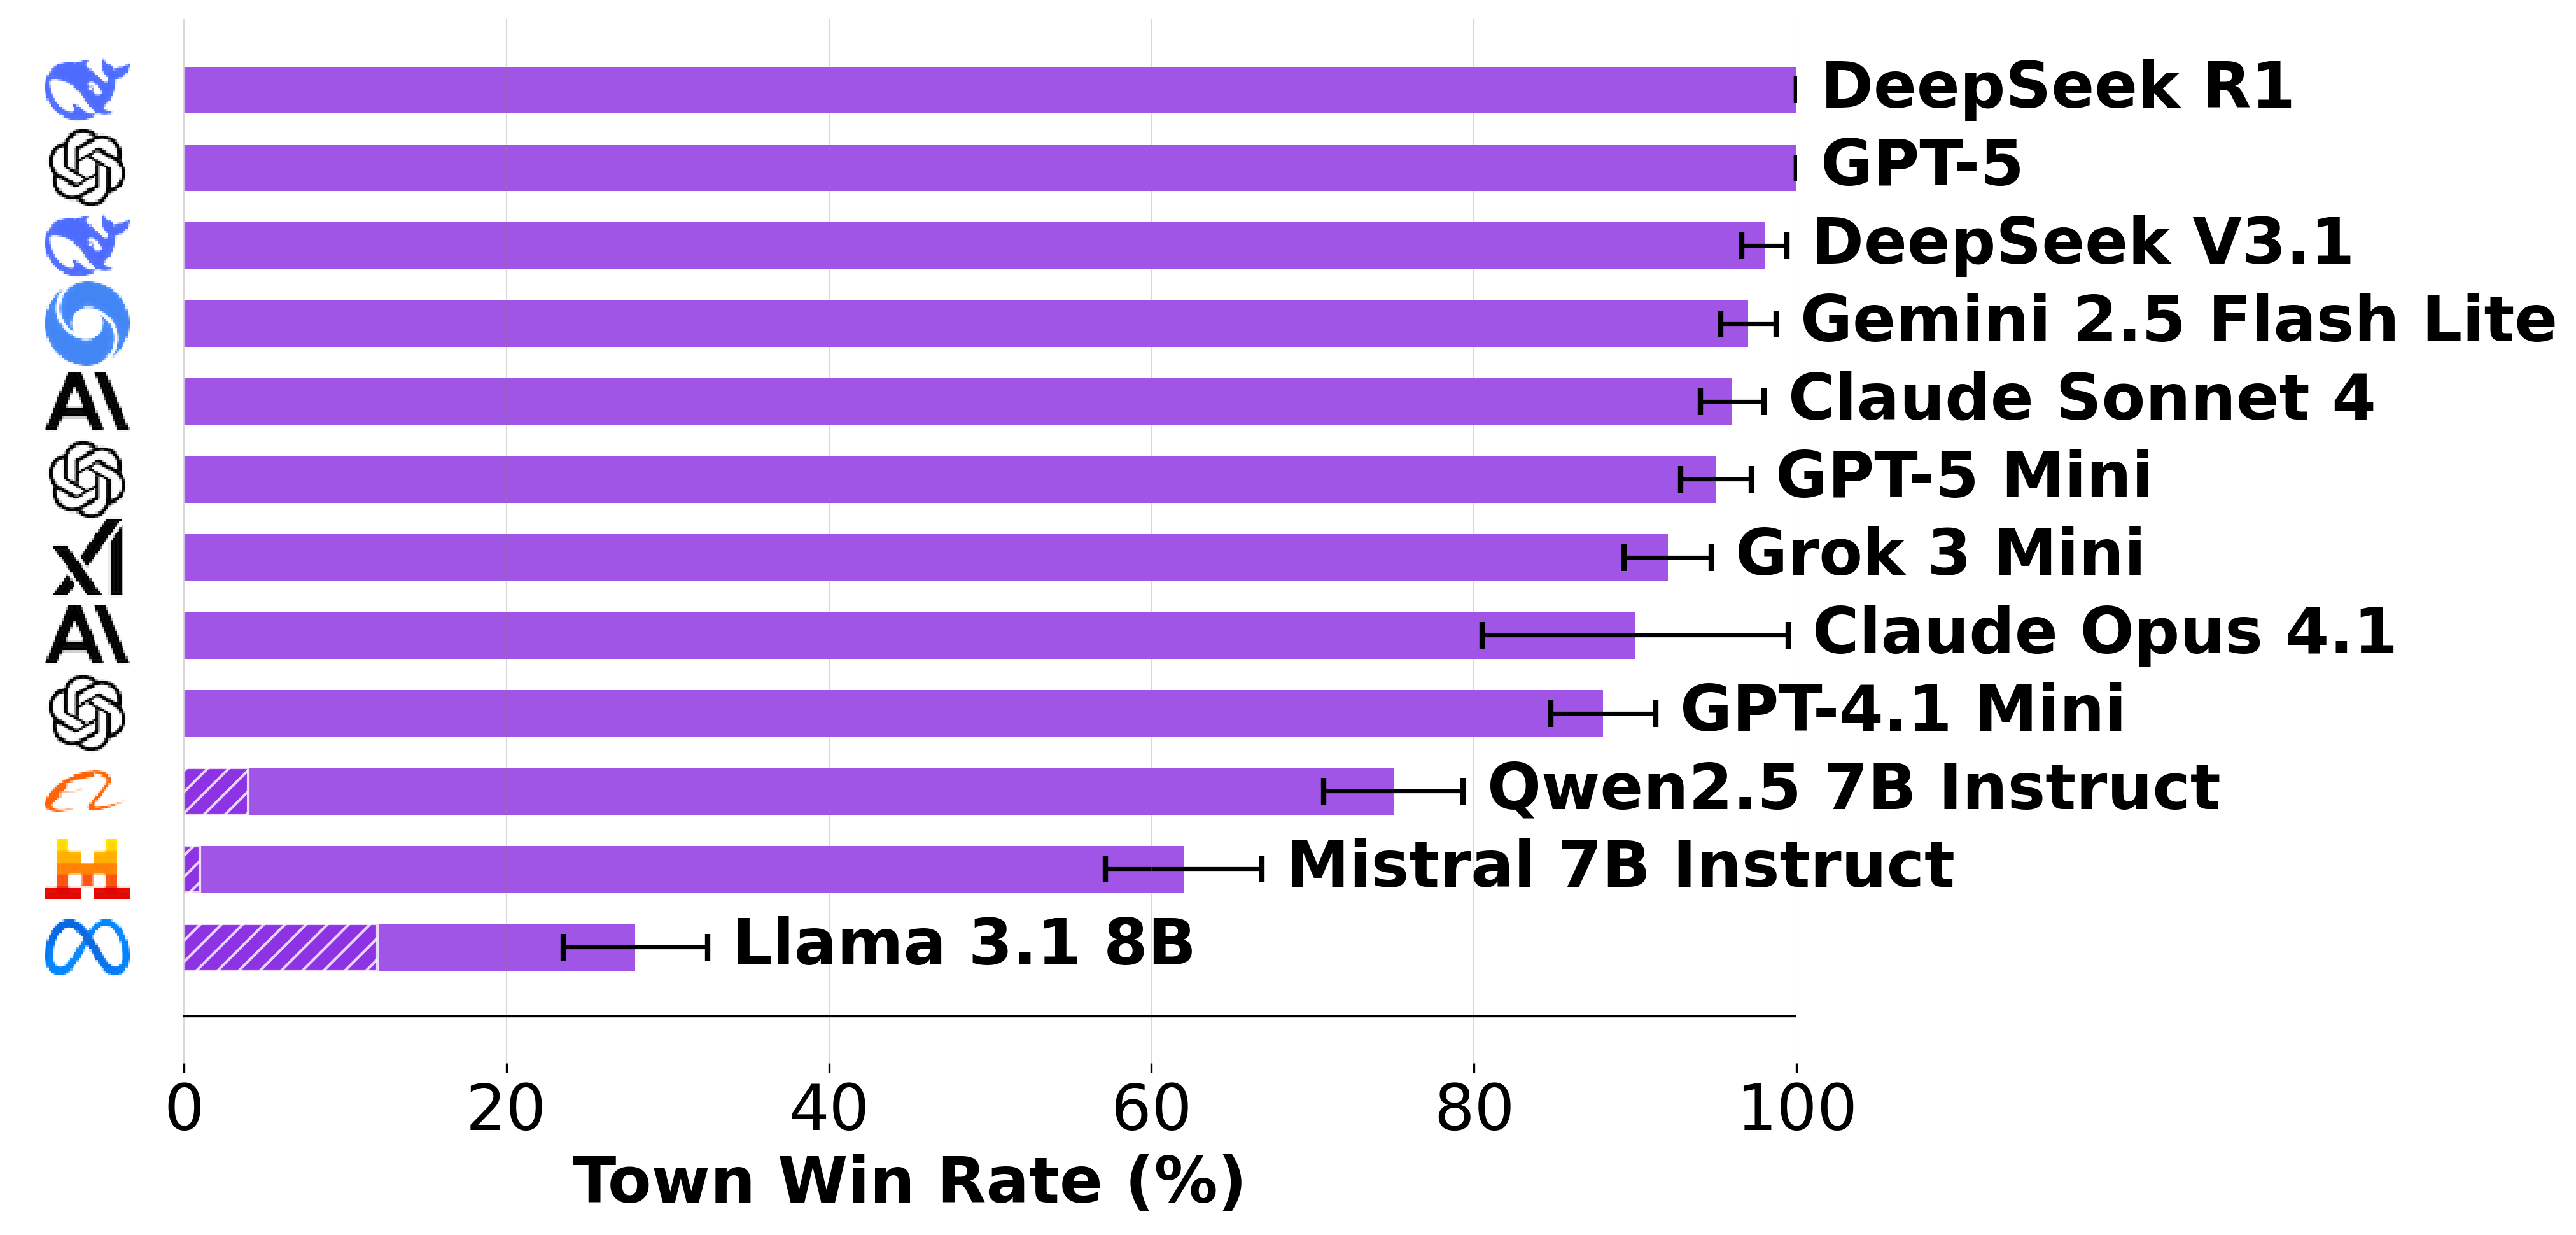 DeepSeek R1
GPT-5
DeepSeek V3.1
Gemini 2.5 Flash Lite
Claude Sonnet 4
GPT-5 Mini
Grok 3 Mini
Claude Opus 4.1
GPT-4.1 Mini
Qwen2.5 7B Instruct
Mistral 7B Instruct
Llama 3.1 8B
0 20 40 60 80 100
Town Win Rate (%)